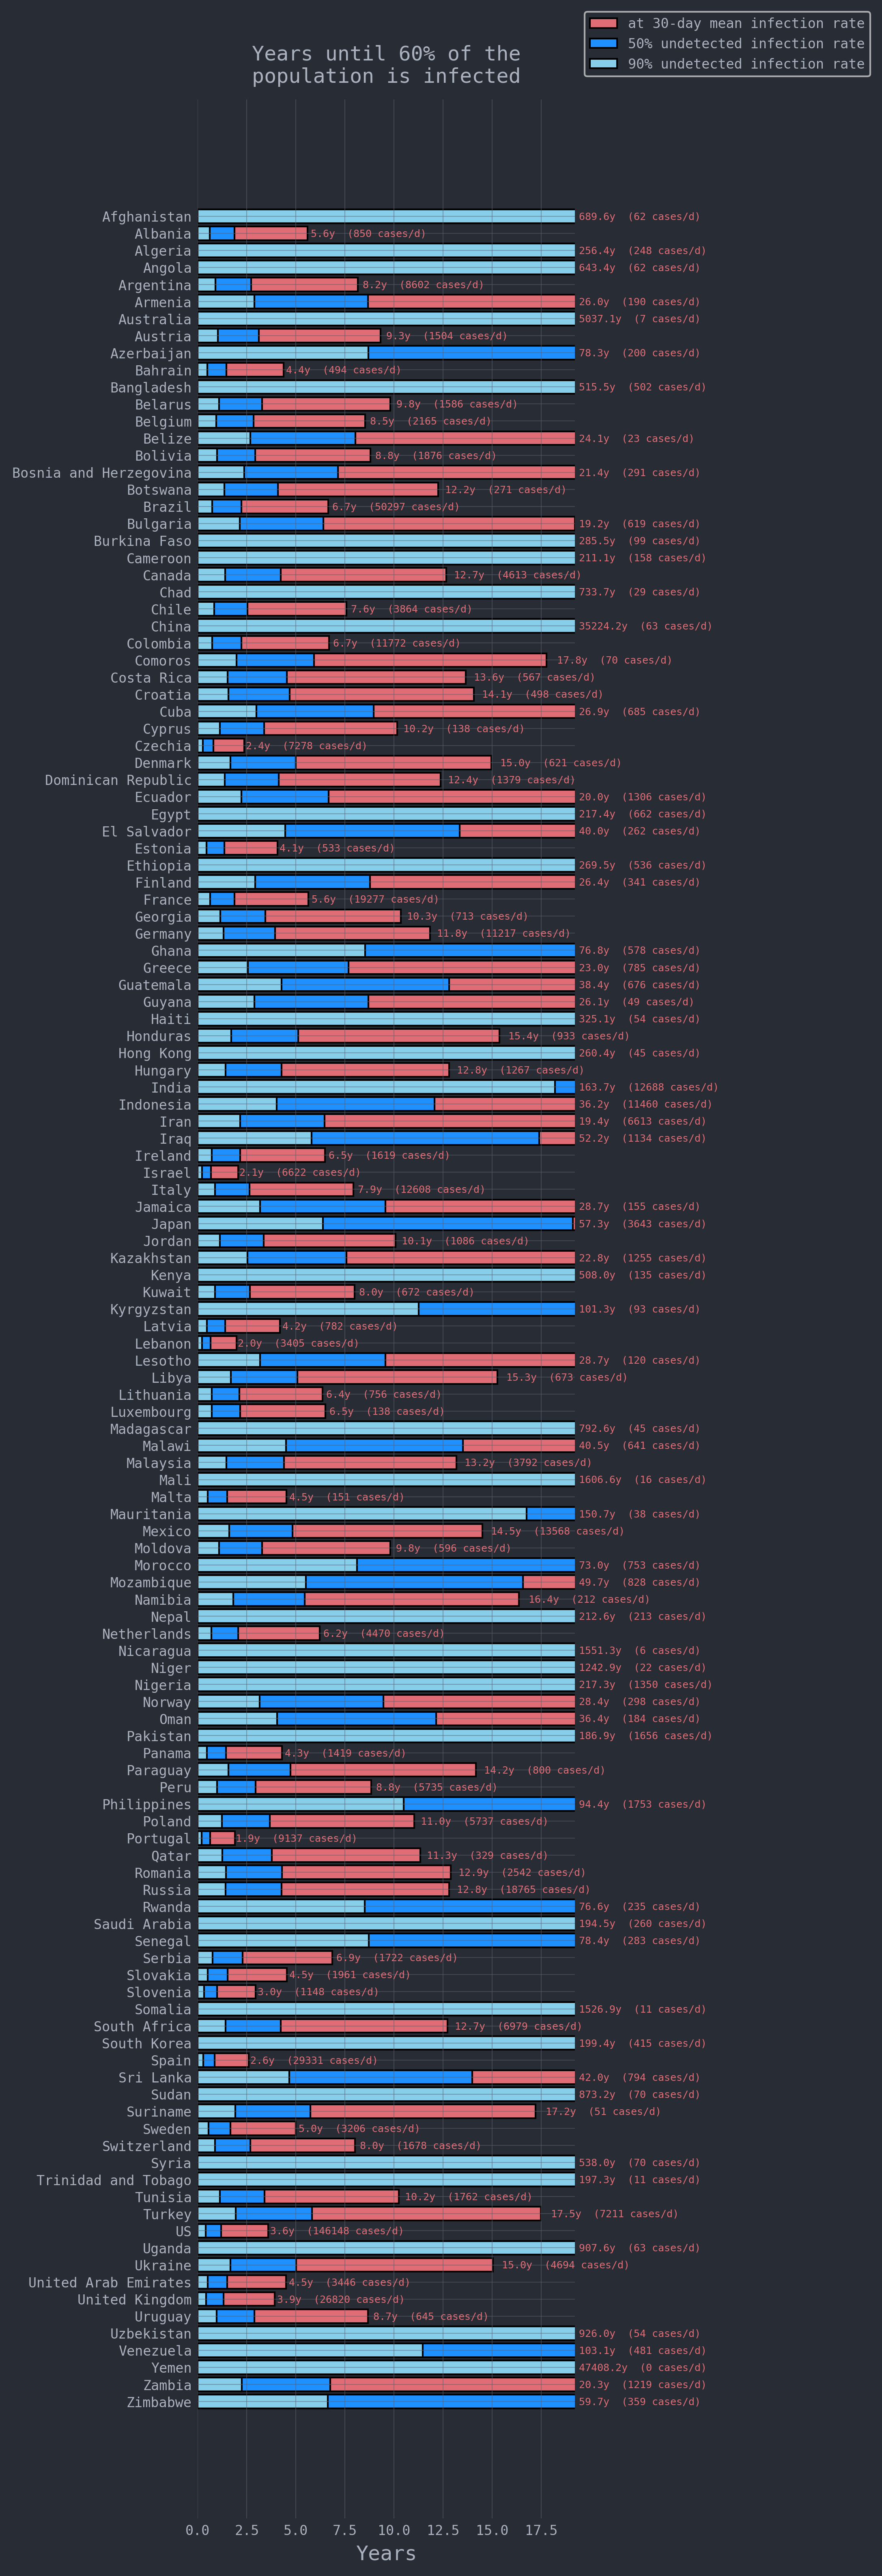 at 30-day mean infection rate
50% undetected infection rate
90% undetected infection rate
Years until 60% of the
population is infected
Afghanistan 689.6y (62 cases/d)
Albania 5.6y (850 cases/d)
Algeria 256.4y (248 cases/d)
Angola 643.4y (62 cases/d)
Argentina 8.2y (8602 cases/d)
Armenia 26.0y (190 cases/d)
Australia 5037.1y (7 cases/d)
Austria 9.3y (1504 cases/d)
Azerbaijan 78.3y (200 cases/d)
Bahrain 4.4y (494 cases/d)
Bangladesh 515.5y (502 cases/d)
Belarus 9.8y (1586 cases/d)
Belgium 8.5y (2165 cases/d)
Belize 24.1y (23 cases/d)
Bolivia 8.8y (1876 cases/d)
Bosnia and Herzegovina 21.4y (291 cases/d)
Botswana 12.2y (271 cases/d)
Brazil 6.7y (50297 cases/d)
Bulgaria 19.2y (619 cases/d)
Burkina Faso 285.5y (99 cases/d)
Cameroon 211.1y (158 cases/d)
Canada 12.7y (4613 cases/d)
Chad 733.7y (29 cases/d)
Chile 7.6y (3864 cases/d)
China 35224.2y (63 cases/d)
Colombia 6.7y (11772 cases/d)
Comoros 17.8y (70 cases/d)
Costa Rica 13.6y (567 cases/d)
Croatia 14.1y (498 cases/d)
Cuba 26.9y (685 cases/d)
Cyprus 10.2y (138 cases/d)
Czechia 2.4y (7278 cases/d)
Denmark 15.0y (621 cases/d)
Dominican Republic 12.4y (1379 cases/d)
Ecuador 20.0y (1306 cases/d)
Egypt 217.4y (662 cases/d)
El Salvador 40.0y (262 cases/d)
Estonia 4.1y (533 cases/d)
Ethiopia 269.5y (536 cases/d)
Finland 26.4y (341 cases/d)
France 5.6y (19277 cases/d)
Georgia 10.3y (713 cases/d)
Germany 11.8y (11217 cases/d)
Ghana 76.8y (578 cases/d)
Greece 23.0y (785 cases/d)
Guatemala 38.4y (676 cases/d)
Guyana 26.1y (49 cases/d)
Haiti 325.1y (54 cases/d)
Honduras 15.4y (933 cases/d)
Hong Kong 260.4y (45 cases/d)
Hungary 12.8y (1267 cases/d)
India 163.7y (12688 cases/d)
Indonesia 36.2y (11460 cases/d)
Iran 19.4y (6613 cases/d)
Iraq 52.2y (1134 cases/d)
Ireland 6.5y (1619 cases/d)
Israel 2.1y (6622 cases/d)
Italy 7.9y (12608 cases/d)
Jamaica 28.7y (155 cases/d)
Japan 57.3y (3643 cases/d)
Jordan 10.1y (1086 cases/d)
Kazakhstan 22.8y (1255 cases/d)
Kenya 508.0y (135 cases/d)
Kuwait 8.0y (672 cases/d)
Kyrgyzstan 101.3y (93 cases/d)
Latvia 4.2y (782 cases/d)
Lebanon 2.0y (3405 cases/d)
Lesotho 28.7y (120 cases/d)
Libya 15.3y (673 cases/d)
Lithuania 6.4y (756 cases/d)
Luxembourg 6.5y (138 cases/d)
Madagascar 792.6y (45 cases/d)
Malawi 40.5y (641 cases/d)
Malaysia 13.2y (3792 cases/d)
Mali 1606.6y (16 cases/d)
Malta 4.5y (151 cases/d)
Mauritania 150.7y (38 cases/d)
Mexico 14.5y (13568 cases/d)
Moldova 9.8y (596 cases/d)
Morocco 73.0y (753 cases/d)
Mozambique 49.7y (828 cases/d)
Namibia 16.4y (212 cases/d)
Nepal 212.6y (213 cases/d)
Netherlands 6.2y (4470 cases/d)
Nicaragua 1551.3y (6 cases/d)
Niger 1242.9y (22 cases/d)
Nigeria 217.3y (1350 cases/d)
Norway 28.4y (298 cases/d)
Oman 36.4y (184 cases/d)
Pakistan 186.9y (1656 cases/d)
Panama 4.3y (1419 cases/d)
Paraguay 14.2y (800 cases/d)
Peru 8.8y (5735 cases/d)
Philippines 94.4y (1753 cases/d)
Poland 11.0y (5737 cases/d)
Portugal 1.9y (9137 cases/d)
Qatar 11.3y (329 cases/d)
Romania 12.9y (2542 cases/d)
Russia 12.8y (18765 cases/d)
Rwanda 76.6y (235 cases/d)
Saudi Arabia 194.5y (260 cases/d)
Senegal 78.4y (283 cases/d)
Serbia 6.9y (1722 cases/d)
Slovakia 4.5y (1961 cases/d)
Slovenia 3.0y (1148 cases/d)
Somalia 1526.9y (11 cases/d)
South Africa 12.7y (6979 cases/d)
South Korea 199.4y (415 cases/d)
Spain 2.6y (29331 cases/d)
Sri Lanka 42.0y (794 cases/d)
Sudan 873.2y (70 cases/d)
Suriname 17.2y (51 cases/d)
Sweden 5.0y (3206 cases/d)
Switzerland 8.0y (1678 cases/d)
Syria 538.0y (70 cases/d)
Trinidad and Tobago 197.3y (11 cases/d)
Tunisia 10.2y (1762 cases/d)
Turkey 17.5y (7211 cases/d)
US 3.6y (146148 cases/d)
Uganda 907.6y (63 cases/d)
Ukraine 15.0y (4694 cases/d)
United Arab Emirates 4.5y (3446 cases/d)
United Kingdom 3.9y (26820 cases/d)
Uruguay 8.7y (645 cases/d)
Uzbekistan 926.0y (54 cases/d)
Venezuela 103.1y (481 cases/d)
Yemen 47408.2y (0 cases/d)
Zambia 20.3y (1219 cases/d)
Zimbabwe 59.7y (359 cases/d)
0.0 2.5 5.0 7.5 10.0 12.5 15.0 17.5
Years